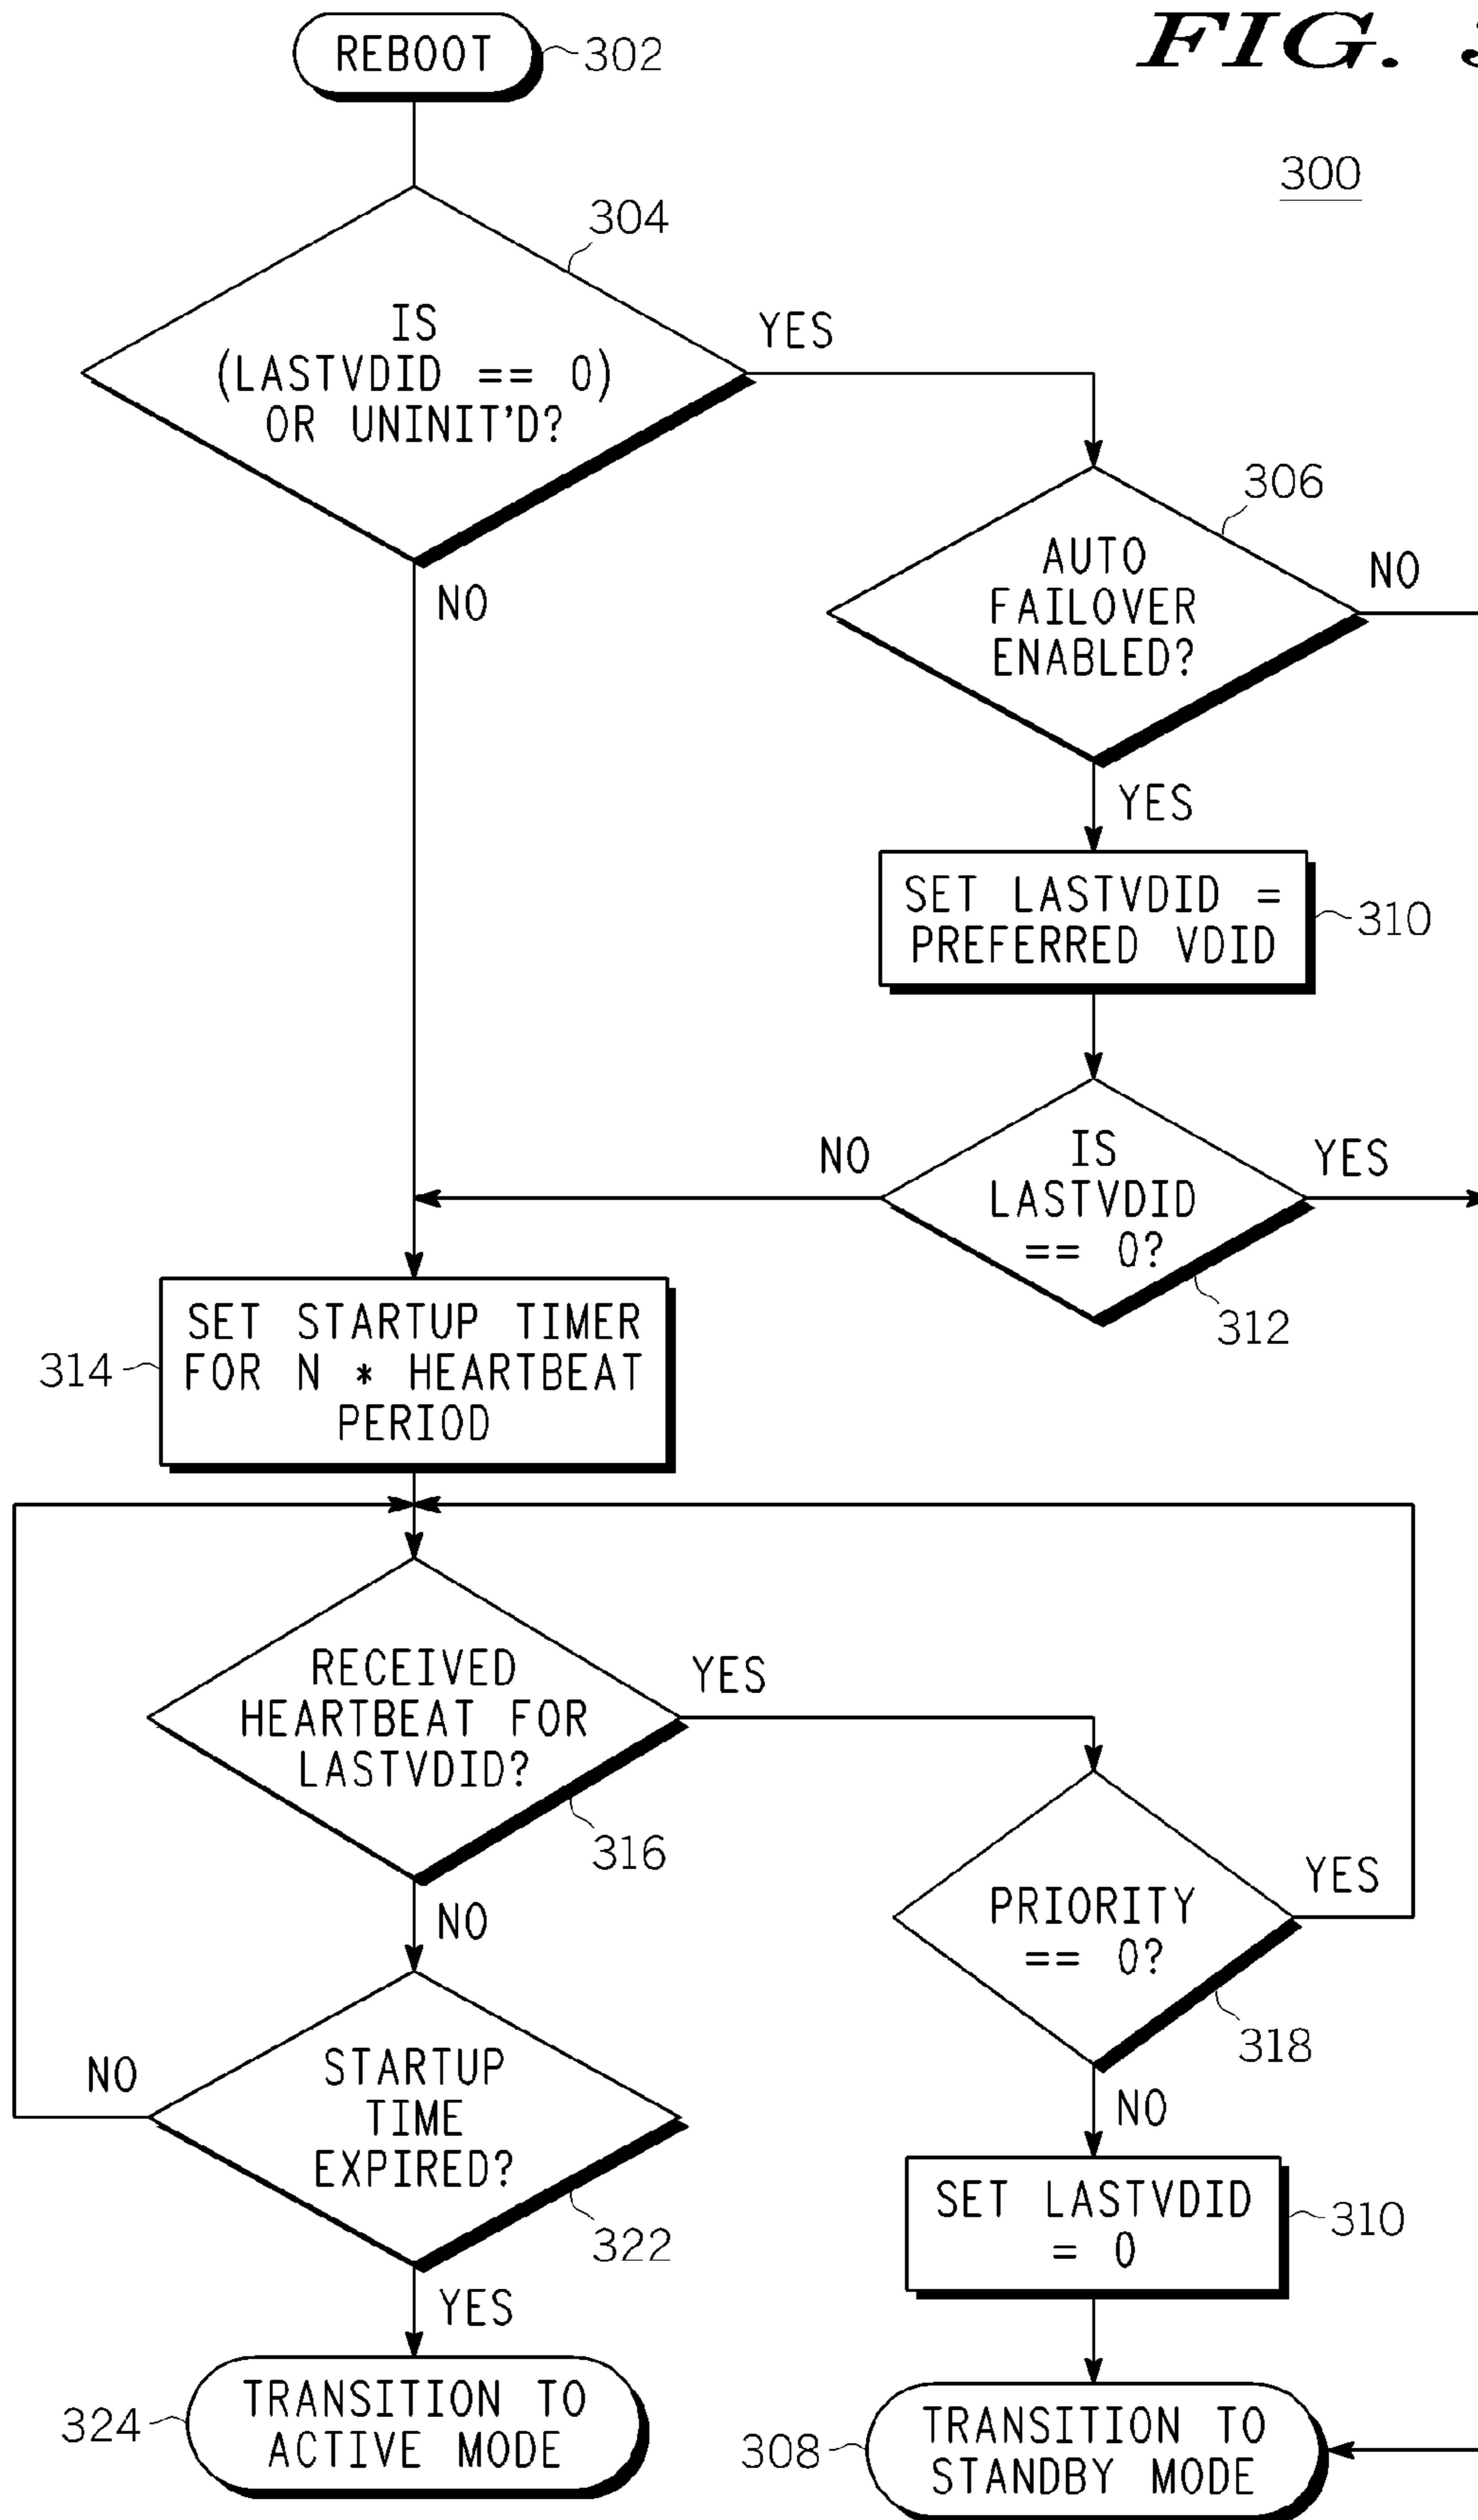 FIG.
300
REBOOT
302
304
IS
(LASTVDID == 0)
OR UNINIT'D?
YES
NO
306
AUTO
FAILOVER
ENABLED?
NO
YES
SET LASTVDID =
PREFERRED VDID
310
IS
LASTVDID
== 0?
NO
YES
312
SET STARTUP TIMER
FOR N * HEARTBEAT
PERIOD
314
RECEIVED
HEARTBEAT FOR
LASTVDID?
YES
316
NO
PRIORITY
== 0?
YES
318
NO
STARTUP
TIME
EXPIRED?
NO
322
YES
SET LASTVDID
= 0
310
TRANSITION TO
ACTIVE MODE
324
TRANSITION TO
STANDBY MODE
308